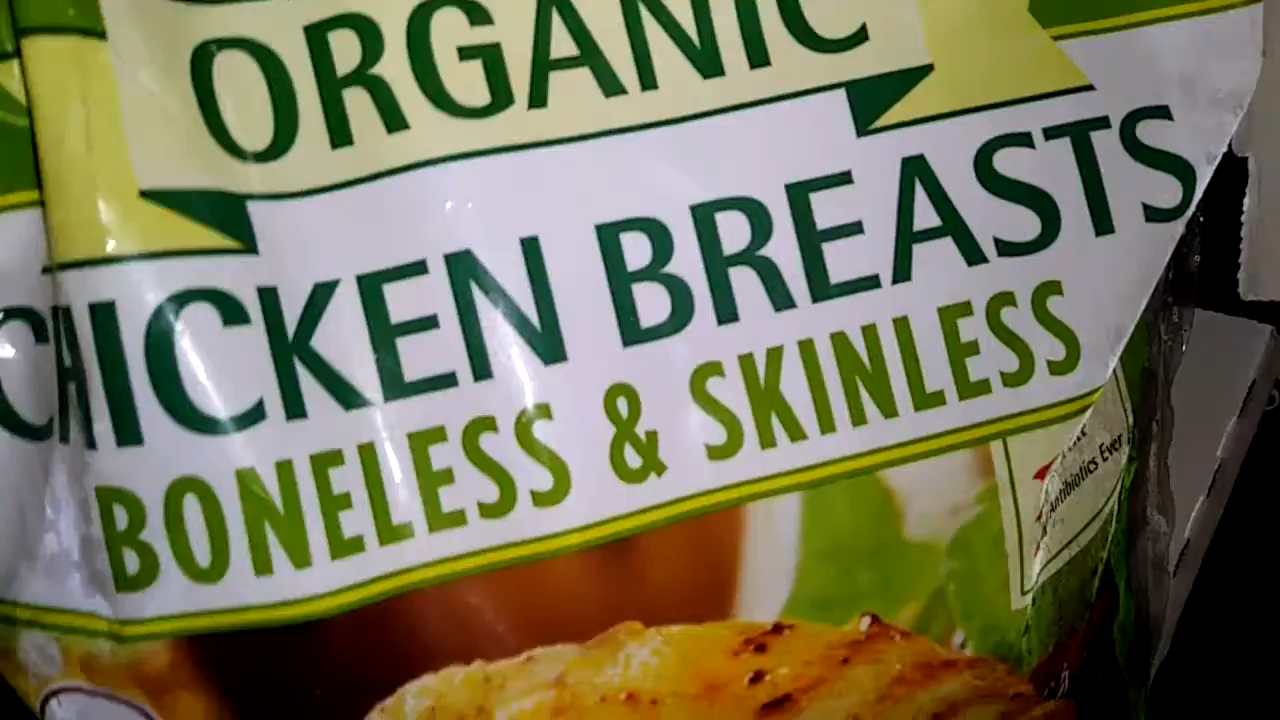 ORGANIC
CHICKEN BREASTS
BONELESS & SKINLESS
Antibiotics Ever